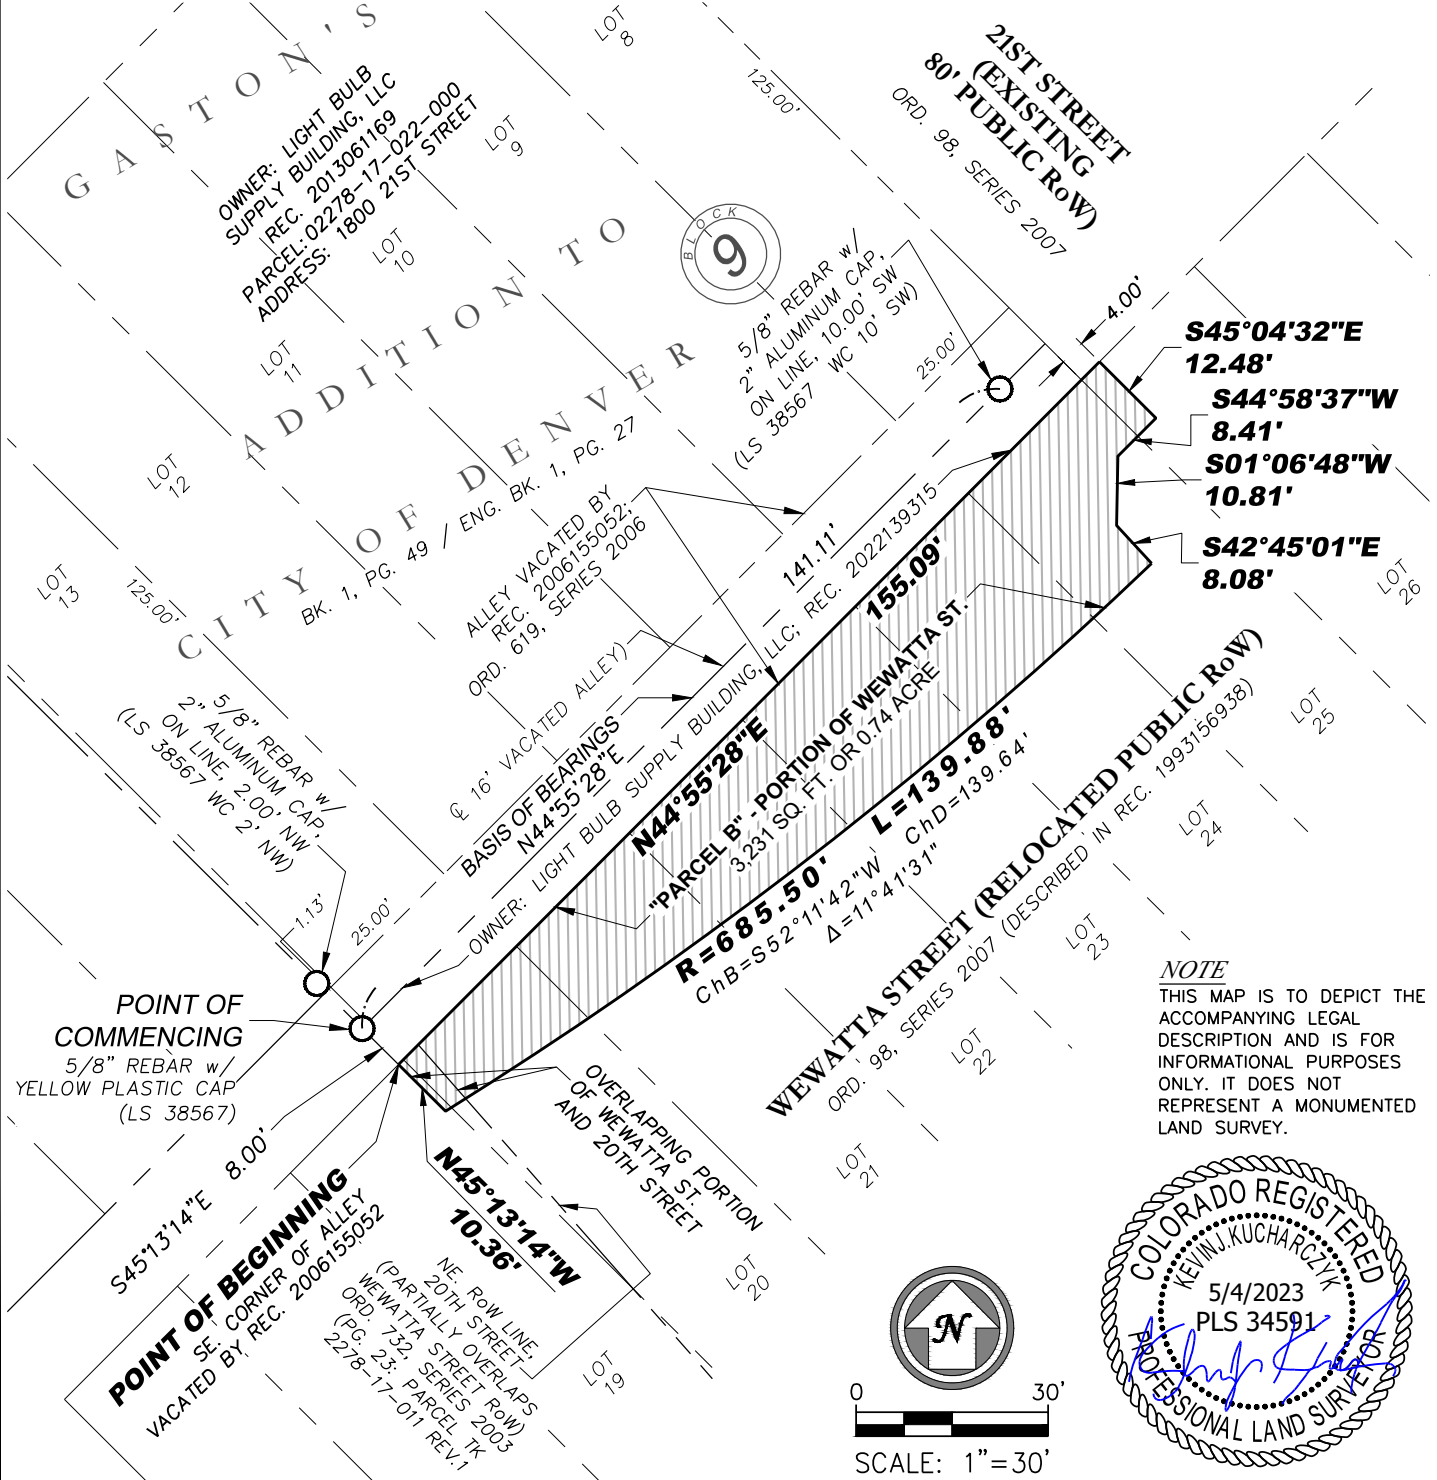 GASTON'S
ADDITION TO
CITY OF DENVER
BK. 1, PG. 49 / ENG. BK. 1, PG. 27
OWNER: LIGHT BULB
SUPPLY BUILDING, LLC
REC. 2013061169
PARCEL: 02278-17-022-000
ADDRESS: 1800 21ST STREET
LOT
8
LOT
9
LOT
10
LOT
11
LOT
12
LOT
13
125.00'
125.00'
BLOCK
9
21ST STREET
(EXISTING
80' PUBLIC RoW)
ORD. 98, SERIES 2007
5/8" REBAR w/
2" ALUMINUM CAP,
ON LINE, 10.00' SW
(LS 38567 WC 10' SW)
25.00'
4.00'
S45°04'32"E
12.48'
S44°58'37"W
8.41'
S01°06'48"W
10.81'
S42°45'01"E
8.08'
ALLEY VACATED BY
REC. 2006155052;
ORD. 619, SERIES 2006
141.11'
℄ 16' VACATED ALLEY)
BASIS OF BEARINGS
N44°55'28"E
OWNER: LIGHT BULB SUPPLY BUILDING, LLC; REC. 2022139315
155.09'
N44°55'28"E
"PARCEL B" - PORTION OF WEWATTA ST.
3,231 SQ. FT. OR 0.74 ACRE
L=139.88'
ChD=139.64'
R=685.50'
ChB=S52°11'42"W
Δ=11°41'31"
WEWATTA STREET (RELOCATED PUBLIC RoW)
ORD. 98, SERIES 2007 (DESCRIBED IN REC. 1993156938)
LOT
26
LOT
25
LOT
24
LOT
23
LOT
22
LOT
21
LOT
20
LOT
19
5/8" REBAR w/
2" ALUMINUM CAP,
ON LINE, 2.00' NW
(LS 38567 WC 2' NW)
1.13'
25.00'
POINT OF
COMMENCING
5/8" REBAR w/
YELLOW PLASTIC CAP
(LS 38567)
S45°13'14"E 8.00'
POINT OF BEGINNING
SE. CORNER OF ALLEY
VACATED BY REC. 2006155052
N45°13'14"W
10.36'
OVERLAPPING PORTION
OF WEWATTA ST.
AND 20TH STREET
NE. RoW LINE,
20TH STREET-
(PARTIALLY OVERLAPS
WEWATTA STREET RoW)
ORD. 732, SERIES 2003
(PG. 23; PARCEL TK
2278-17-011 REV.1
NOTE
THIS MAP IS TO DEPICT THE
ACCOMPANYING LEGAL
DESCRIPTION AND IS FOR
INFORMATIONAL PURPOSES
ONLY. IT DOES NOT
REPRESENT A MONUMENTED
LAND SURVEY.
N
0 30'
SCALE: 1"=30'
COLORADO REGISTERED
KEVIN J. KUCHARCZYK
5/4/2023
PLS 34591
PROFESSIONAL LAND SURVEYOR